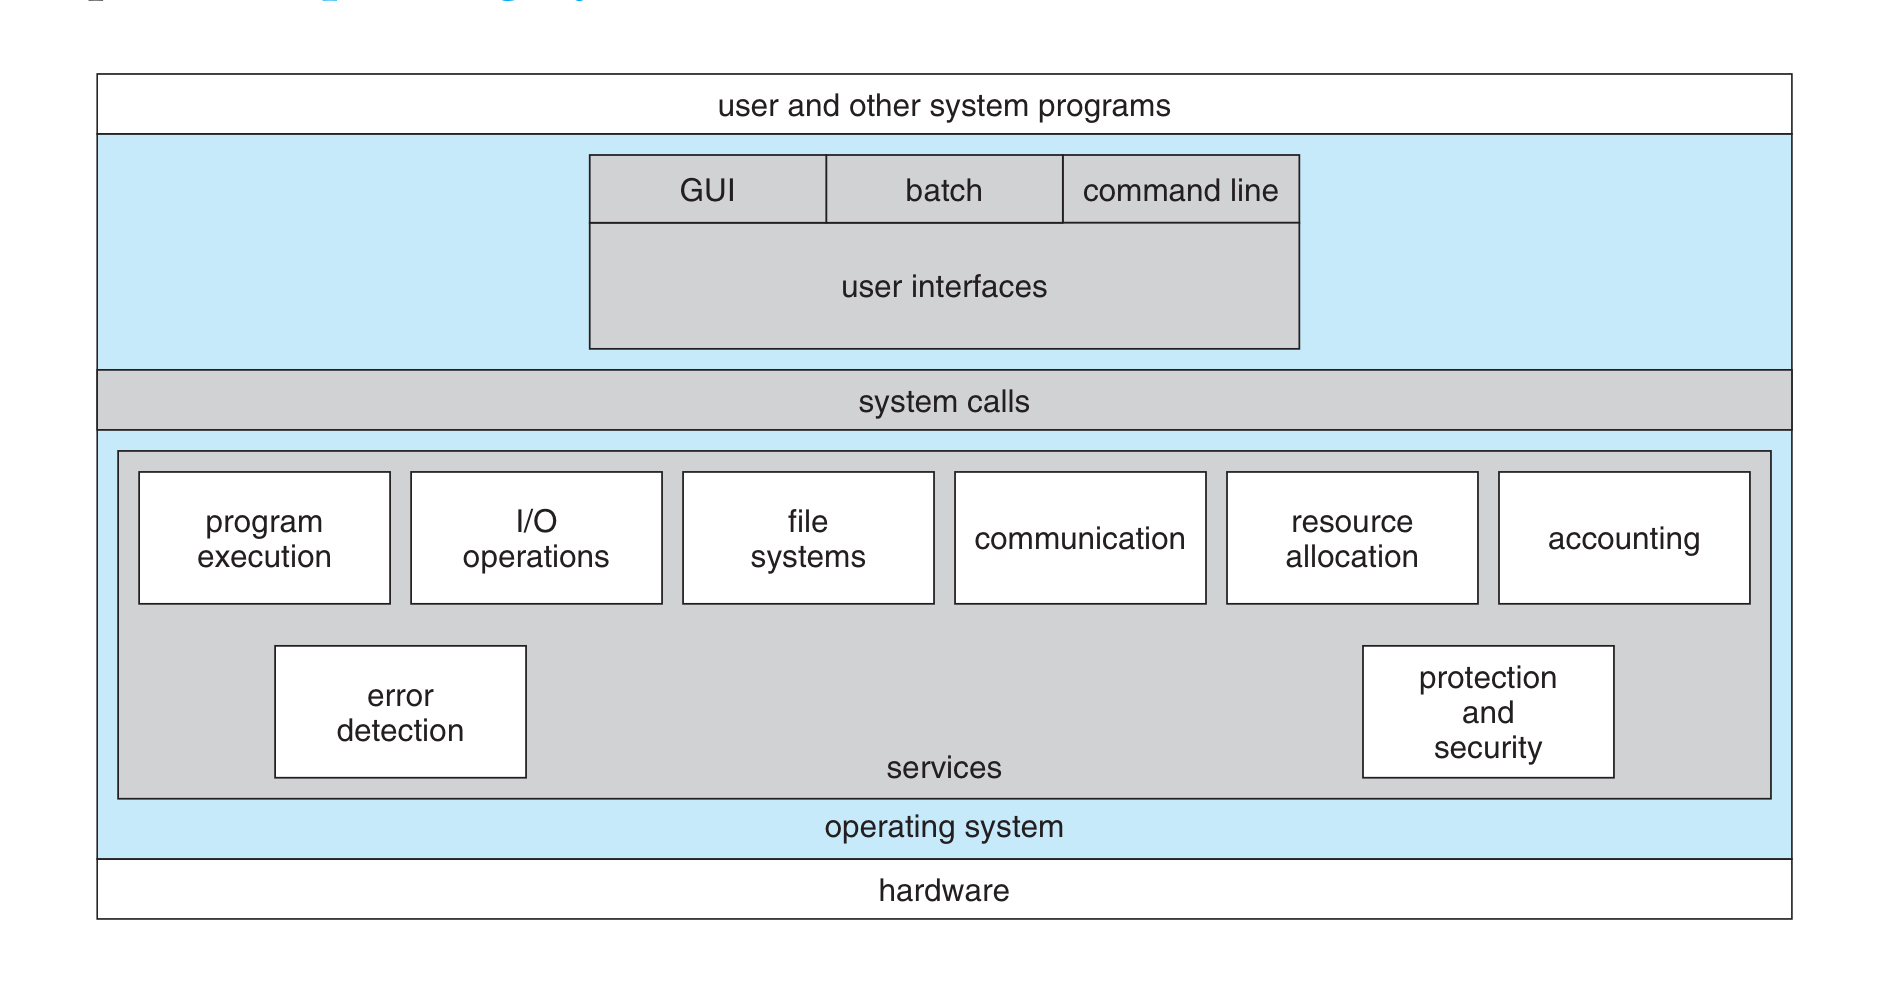 user and other system programs
GUI
batch
command line
user interfaces
system calls
program
execution
I/O
operations
file
systems
communication
resource
allocation
accounting
error
detection
protection
and
security
services
operating system
hardware